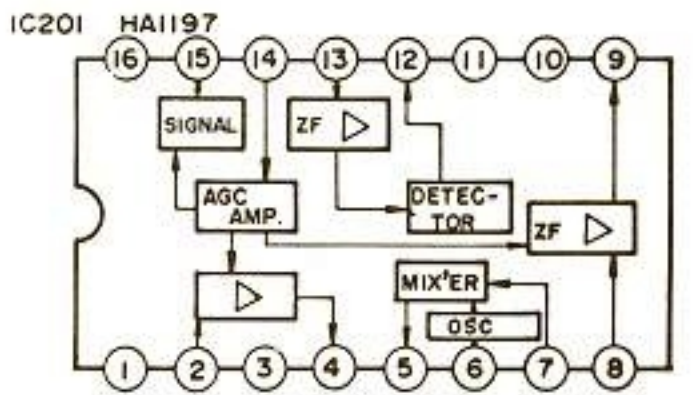 IC201 HA1197
16 15 14 13 12 11 10 9
SIGNAL
ZF
AGC
AMP.
DETEC-
TOR
ZF
MIX'ER
OSC
1 2 3 4 5 6 7 8